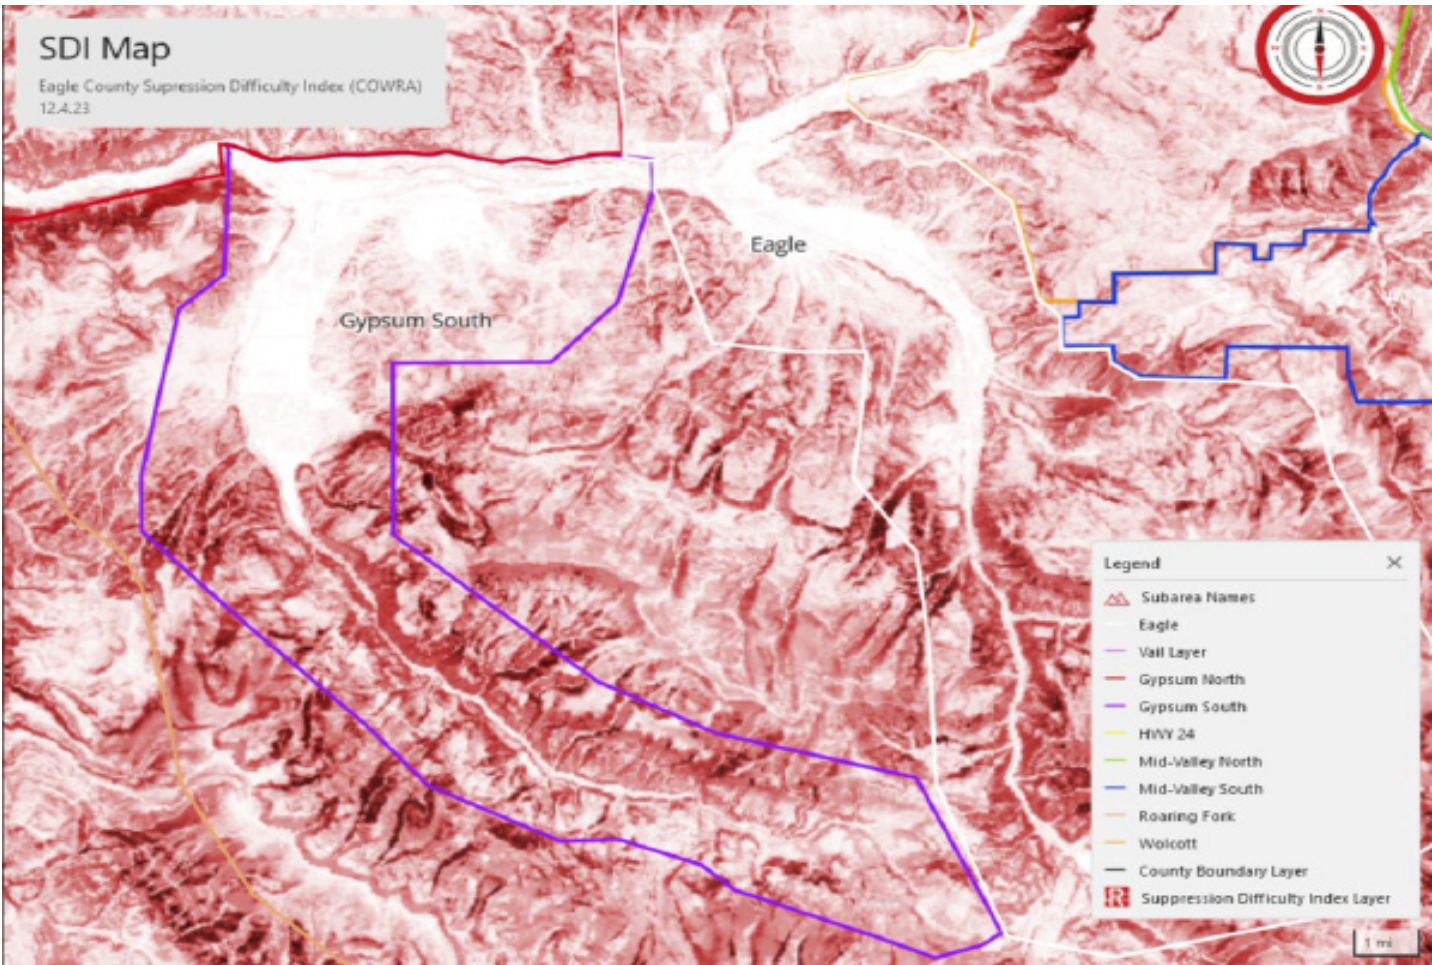 SDI Map
Eagle County Supression Difficulty Index (COWRA)
12.4.23
Eagle
Gypsum South
Legend
Subarea Names
Eagle
Vail Layer
Gypsum North
Gypsum South
HWY 24
Mid-Valley North
Mid-Valley South
Roaring Fork
Wolcott
County Boundary Layer
Suppression Difficulty Index Layer
1 mi